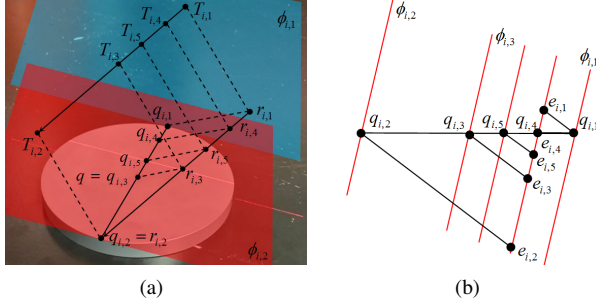 T_{i,1}
T_{i,4}
T_{i,5}
T_{i,3}
ϕ_{i,1}
T_{i,2}
q_{i,1}
r_{i,1}
q_{i,4}
r_{i,4}
q_{i,5}
r_{i,5}
q = q_{i,3}
r_{i,3}
q_{i,2} = r_{i,2}
ϕ_{i,2}
(a)
ϕ_{i,2}
ϕ_{i,3}
ϕ_{i,1}
e_{i,1}
q_{i,2}
q_{i,3}
q_{i,5}
q_{i,4}
q_{i,1}
e_{i,4}
e_{i,5}
e_{i,3}
e_{i,2}
(b)